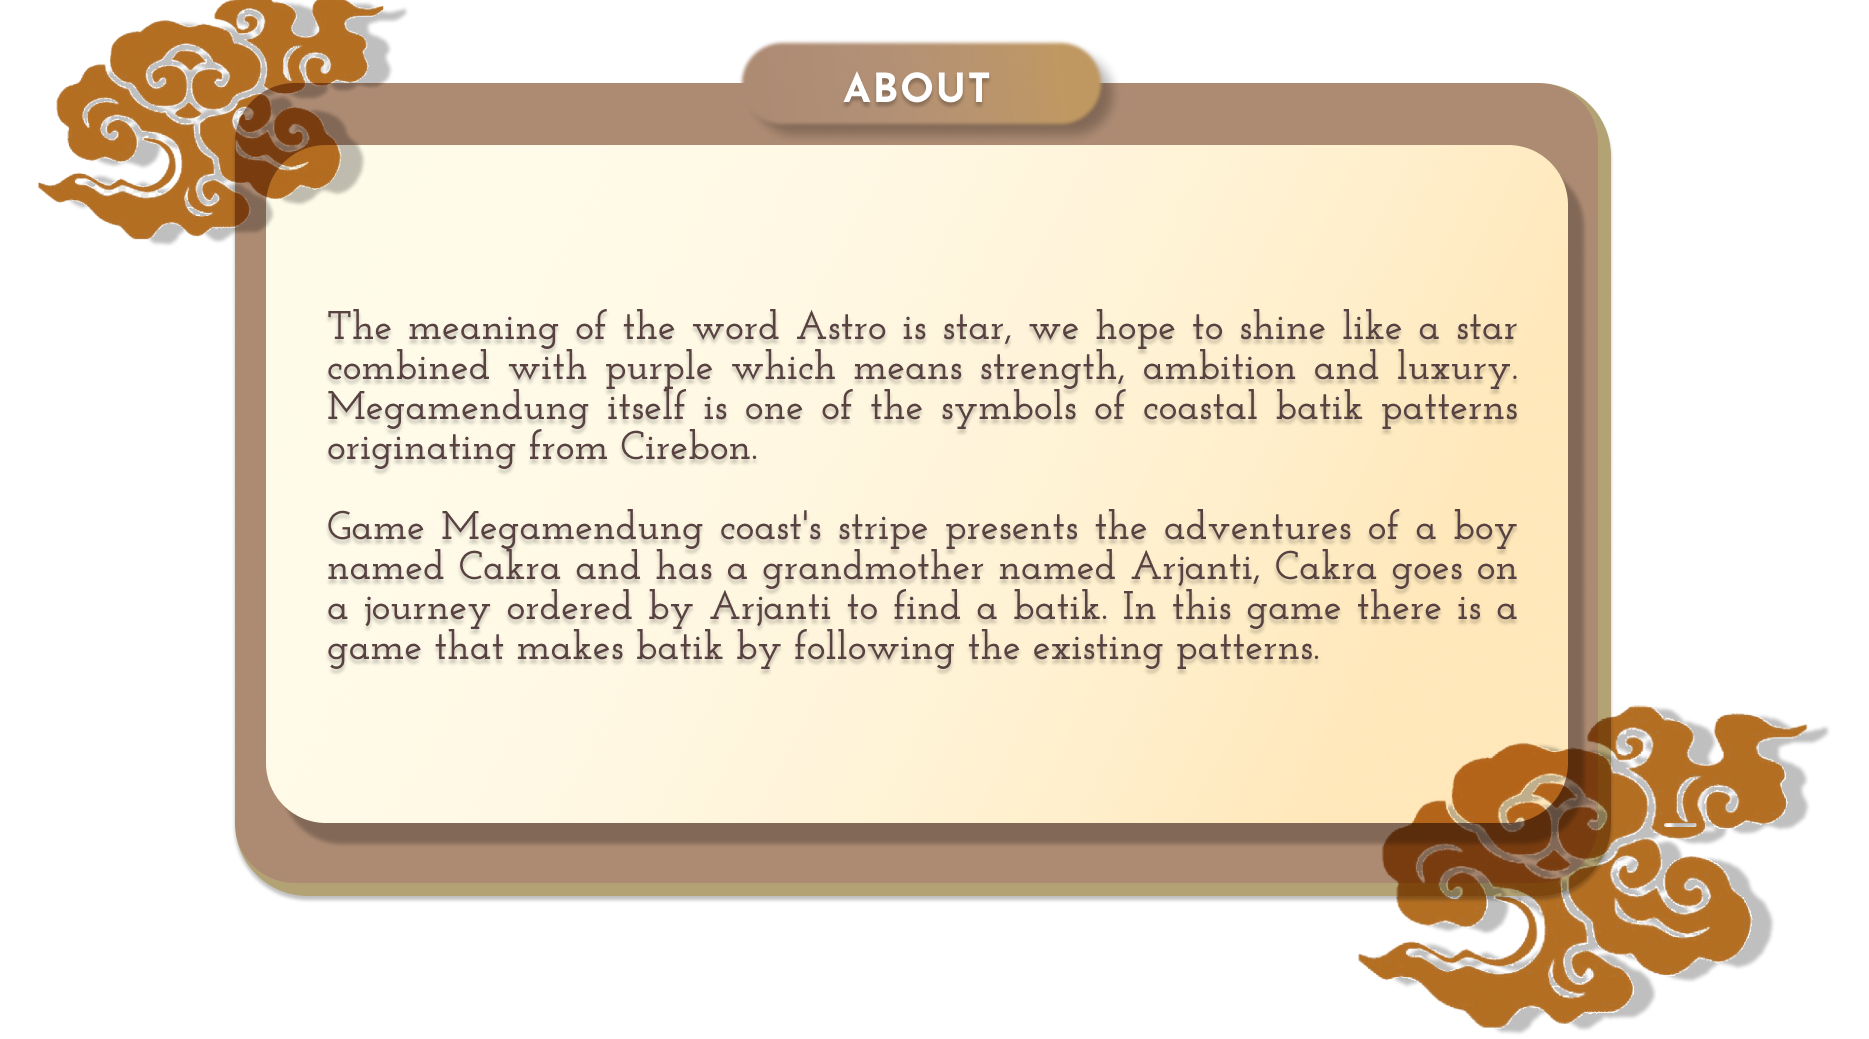 ABOUT
The meaning of the word Astro is star, we hope to shine like a star
combined with purple which means strength, ambition and luxury.
Megamendung itself is one of the symbols of coastal batik patterns
originating from Cirebon.
Game Megamendung coast's stripe presents the adventures of a boy
named Cakra and has a grandmother named Arjanti, Cakra goes on
a journey ordered by Arjanti to find a batik. In this game there is a
game that makes batik by following the existing patterns.